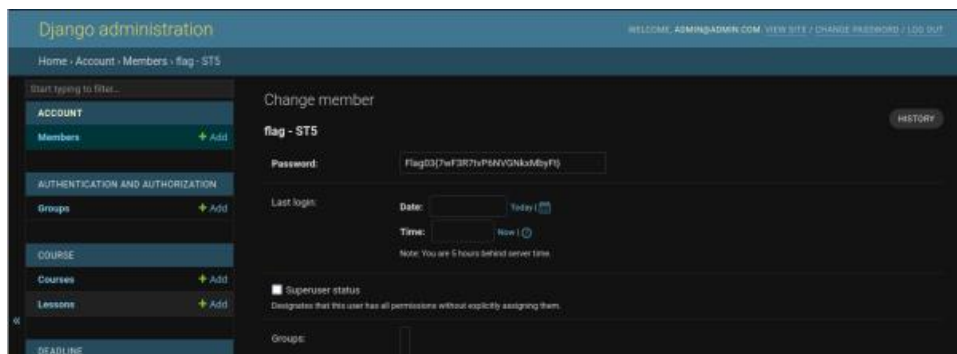 Django administration
WELCOME, ADMIN@ADMIN.COM. VIEW SITE / CHANGE PASSWORD / LOG OUT
Home › Account › Members › flag - ST5
Start typing to filter...
ACCOUNT
Members + Add
AUTHENTICATION AND AUTHORIZATION
Groups + Add
COURSE
Courses + Add
Lessons + Add
DEADLINE
«
Change member
HISTORY
flag - ST5
Password:
Last login:
Date: Today |
Time: Now |
Note: You are 5 hours behind server time.
Superuser status
Designates that this user has all permissions without explicitly assigning them.
Groups: